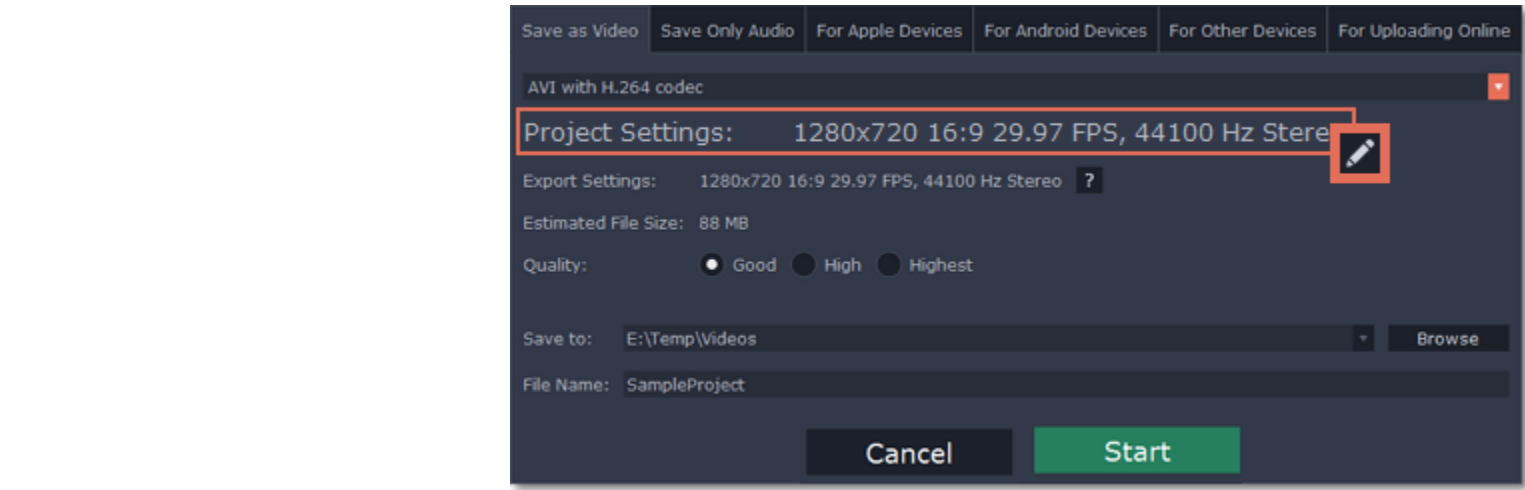 Save as Video Save Only Audio For Apple Devices For Android Devices For Other Devices For Uploading Online
AVI with H.264 codec
Project Settings: 1280x720 16:9 29.97 FPS, 44100 Hz Stere
Export Settings: 1280x720 16:9 29.97 FPS, 44100 Hz Stereo ?
Estimated File Size: 88 MB
Quality: Good High Highest
Save to: E:\Temp\Videos Browse
File Name: SampleProject
Cancel Start